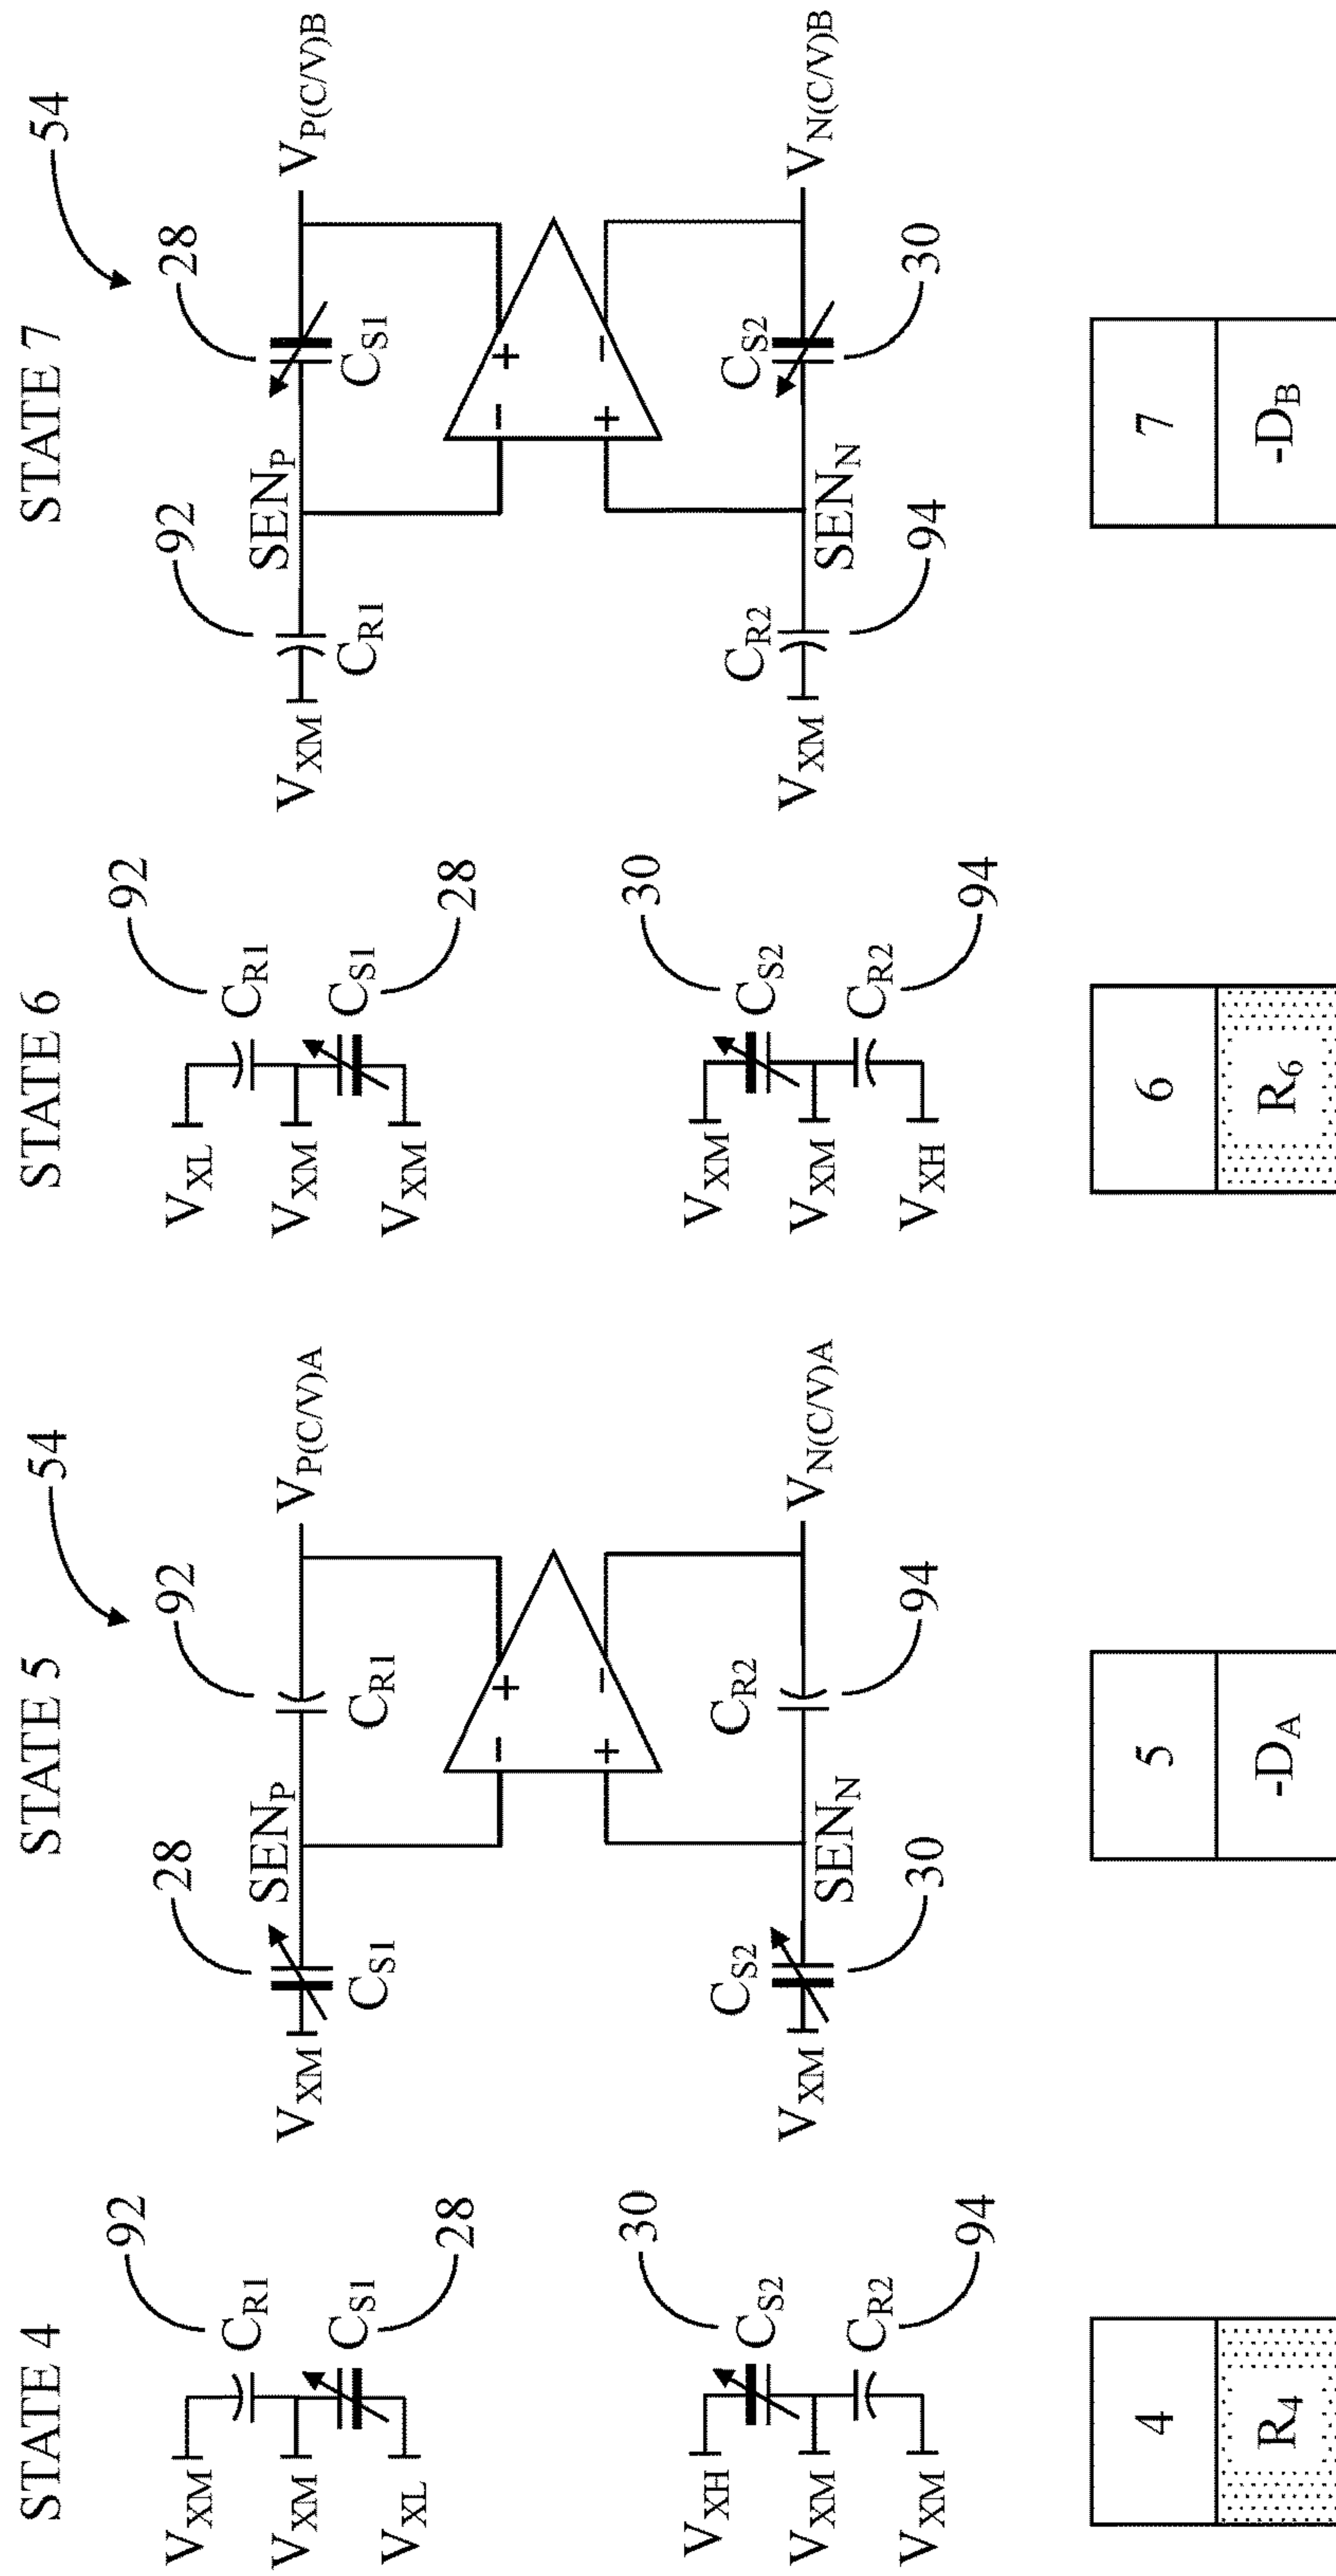 STATE 4
92
V_XM
C_R1
V_XM
C_S1
V_XL
28
30
V_XH
C_S2
V_XM
C_R2
V_XM
94
4
R_4
STATE 5
54
28
92
SEN_P
V_XM
V_P(C/V)A
C_S1
C_R1
- +
+ -
C_S2
C_R2
V_XM
V_N(C/V)A
SEN_N
30
94
5
-D_A
STATE 6
92
V_XL
C_R1
V_XM
C_S1
V_XM
28
30
V_XM
C_S2
V_XM
C_R2
V_XH
94
6
R_6
STATE 7
54
92
28
SEN_P
V_XM
V_P(C/V)B
C_R1
C_S1
- +
+ -
C_R2
C_S2
V_XM
V_N(C/V)B
SEN_N
94
30
7
-D_B